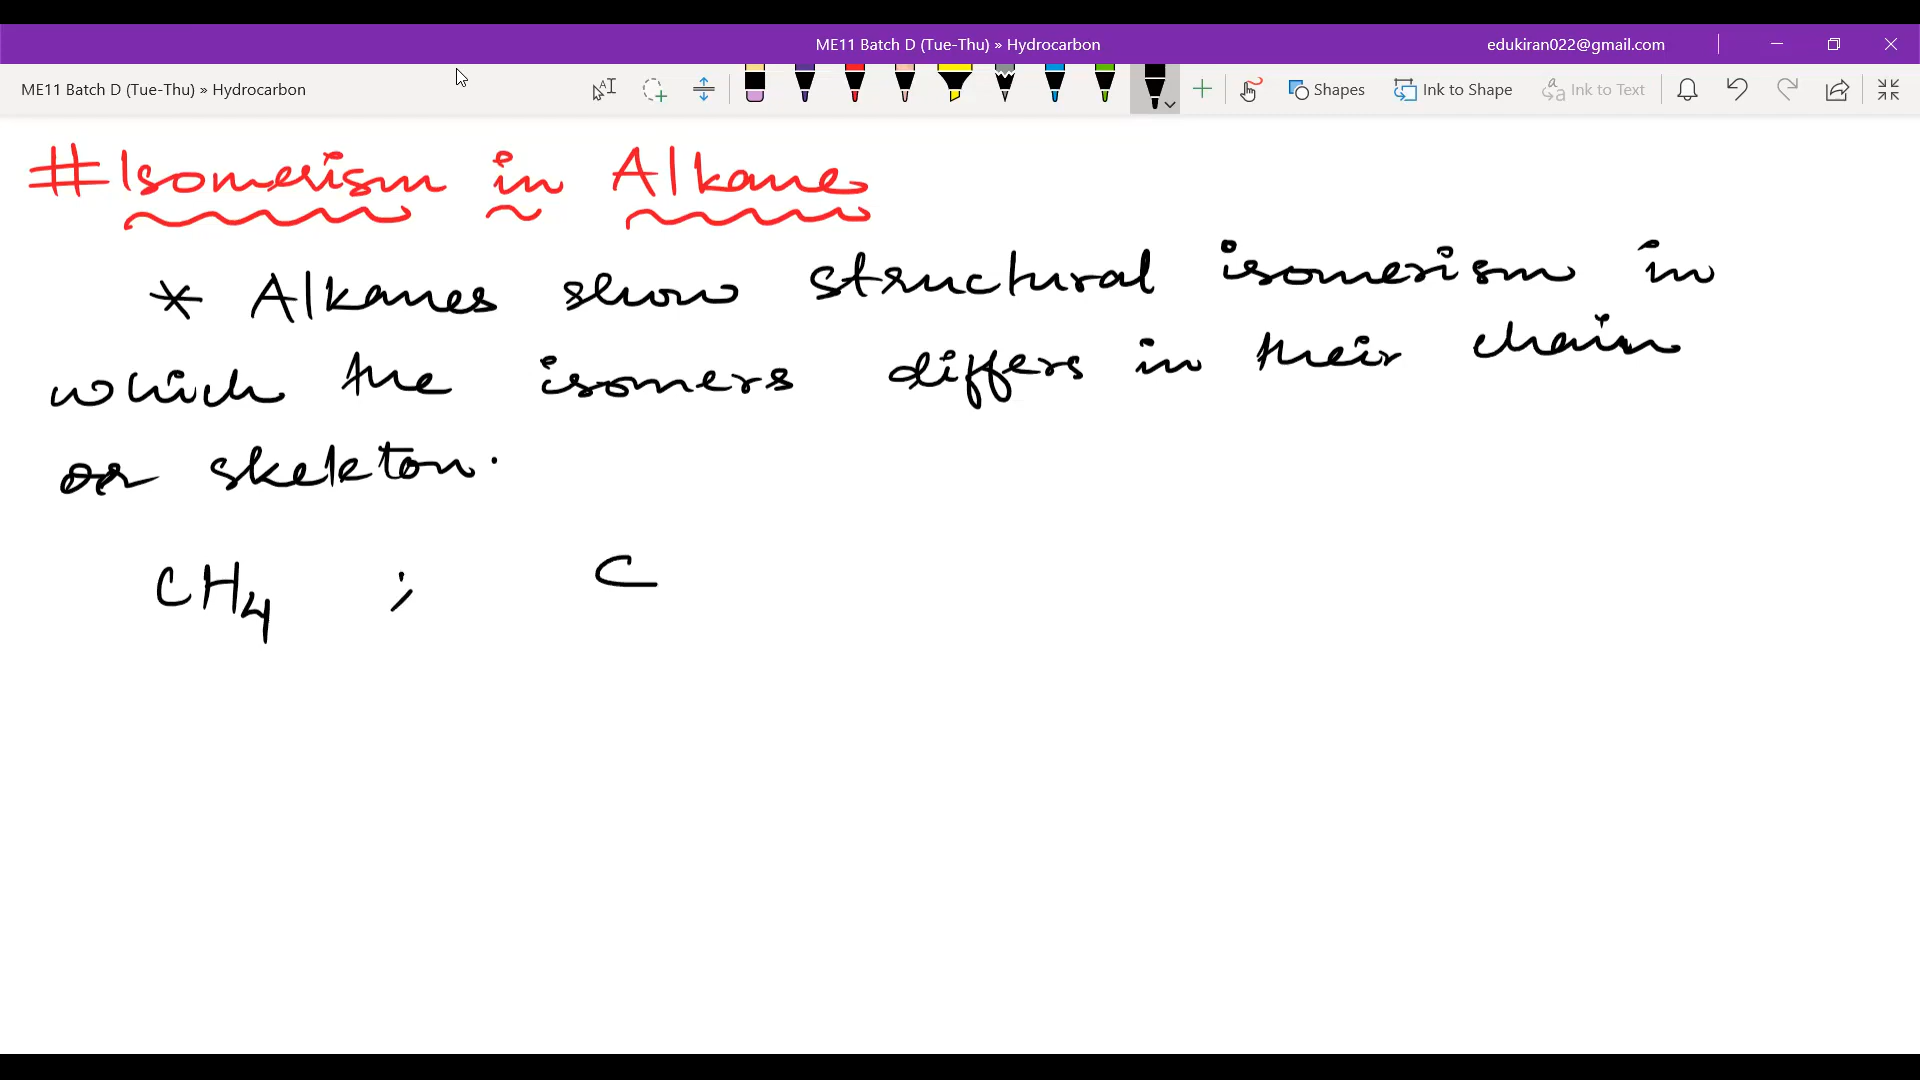 ME11 Batch D (Tue-Thu) » Hydrocarbon
edukiran022@gmail.com
ME11 Batch D (Tue-Thu) » Hydrocarbon
Shapes
Ink to Shape
Ink to Text
# Isomerism in Alkane
* Alkanes show structural isomerism in
which the isomers differs in their chain
or skeleton.
CH4 ; C